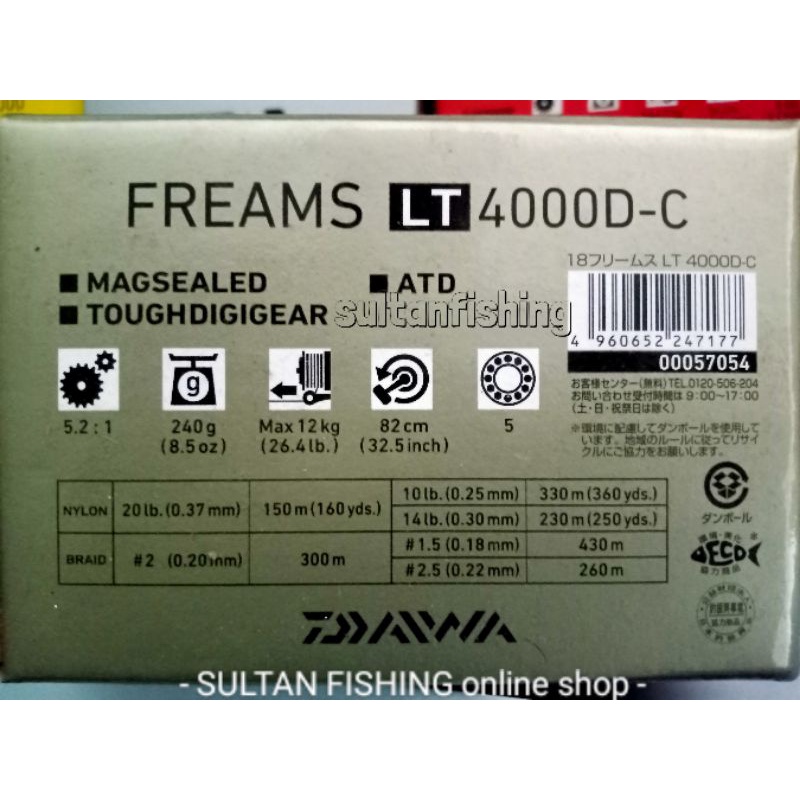 FREAMS LT 4000D-C
■ MAGSEALED ■ ATD
■ TOUGHDIGIGEAR
sultanfishing
18フリームス LT 4000D-C
4 960652 247177
00057054
お客様センター(無料)TEL.0120-506-204
お問い合わせ受付時間は 9:00~17:00
(土・日・祝祭日は除く)
※環境に配慮してダンボールを使用して
います。地域のルールに従ってリサイ
クルにご協力をお願いします。
g
5.2:1 240g (8.5oz) Max 12kg (26.4lb.) 82cm (32.5inch) 5
NYLON 20lb.(0.37mm) 150m(160yds.) 10lb.(0.25mm) 330m(360yds.)
14lb.(0.30mm) 230m(250yds.)
BRAID #2 (0.20mm) 300m #1.5(0.18mm) 430m
#2.5(0.22mm) 260m
ダンボール
ECO
協力商品
DAIWA
- SULTAN FISHING online shop -